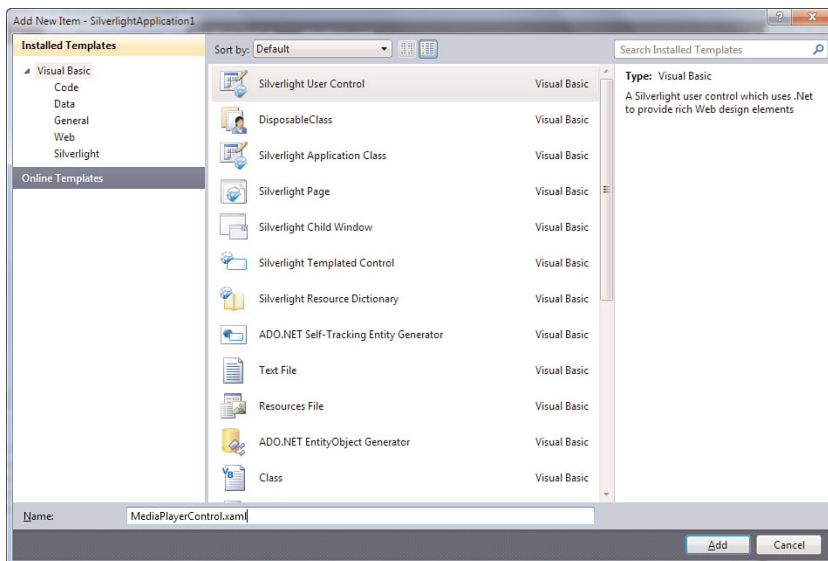 Add New Item - SilverlightApplication1
Installed Templates
Sort by: Default
Search Installed Templates
Visual Basic
Code
Data
General
Web
Silverlight
Online Templates
Silverlight User Control Visual Basic
DisposableClass Visual Basic
Silverlight Application Class Visual Basic
Silverlight Page Visual Basic
Silverlight Child Window Visual Basic
Silverlight Templated Control Visual Basic
Silverlight Resource Dictionary Visual Basic
ADO.NET Self-Tracking Entity Generator Visual Basic
Text File Visual Basic
Resources File Visual Basic
ADO.NET EntityObject Generator Visual Basic
VB
Class Visual Basic
Type: Visual Basic
A Silverlight user control which uses .Net
to provide rich Web design elements
Name: MediaPlayerControl.xaml
Add Cancel